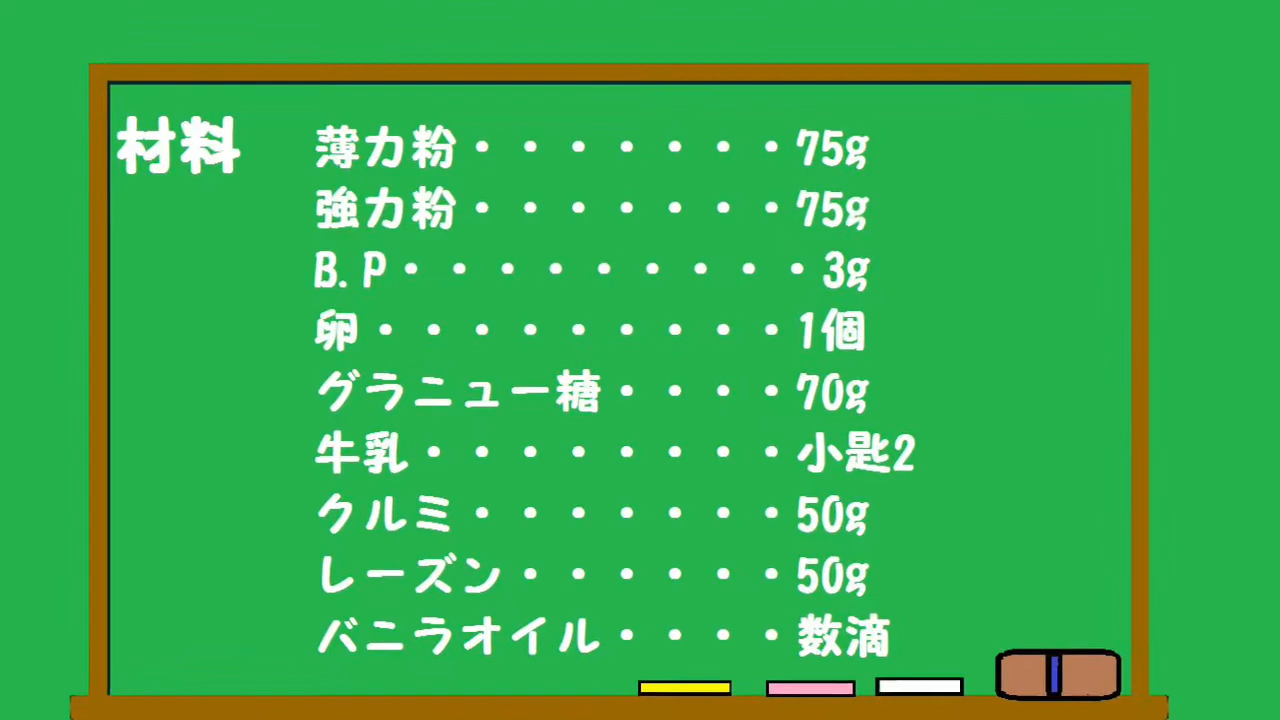 材料
薄力粉・・・・・・・75g
強力粉・・・・・・・75g
B.P・・・・・・・・・3g
卵・・・・・・・・・1個
グラニュー糖・・・・70g
牛乳・・・・・・・・小匙2
クルミ・・・・・・・50g
レーズン・・・・・・50g
バニラオイル・・・・数滴